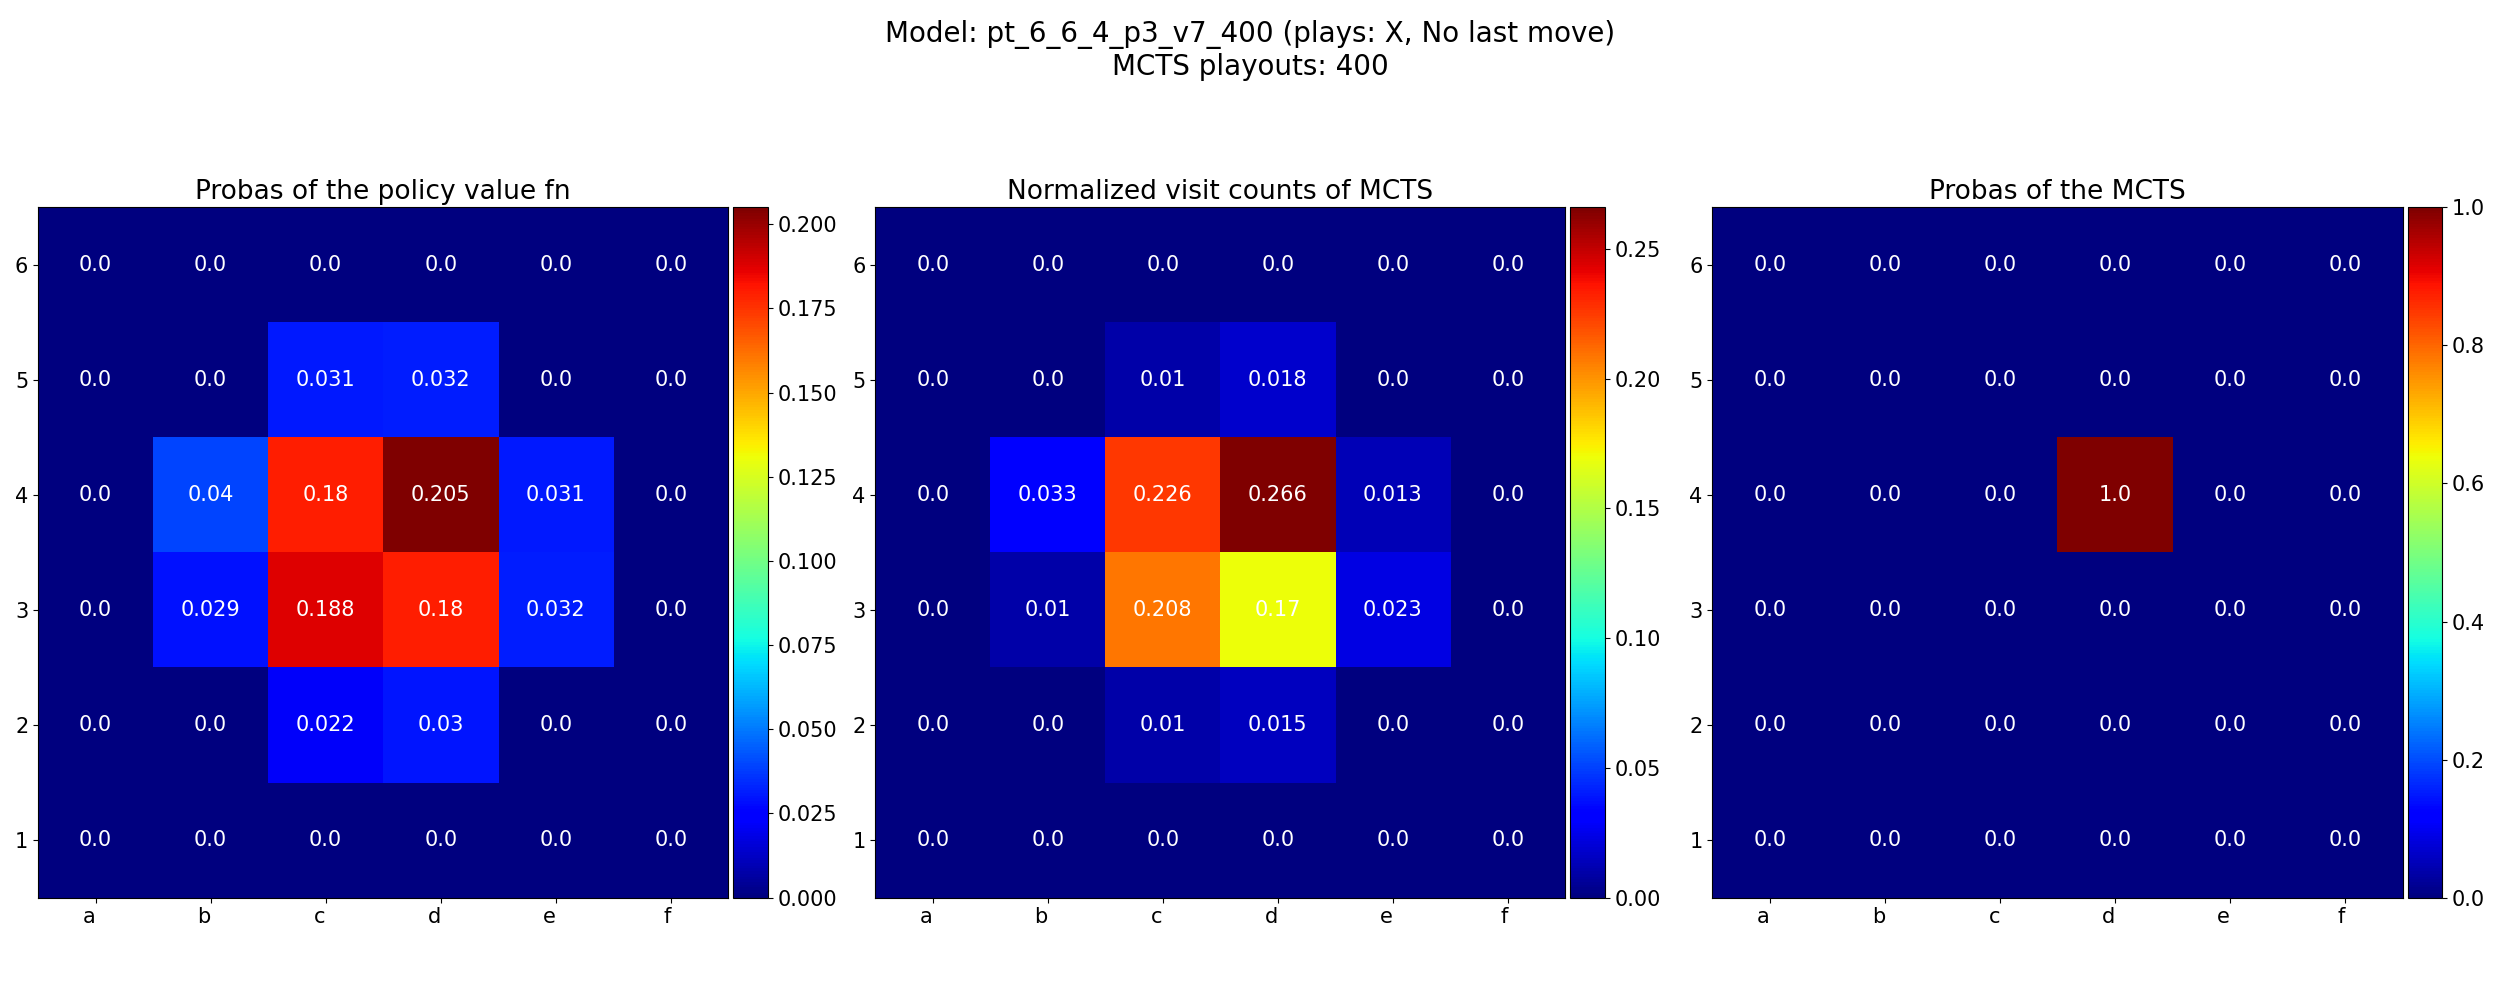 Model: pt_6_6_4_p3_v7_400 (plays: X, No last move)
MCTS playouts: 400
Probas of the policy value fn
6 0.0 0.0 0.0 0.0 0.0 0.0
5 0.0 0.0 0.031 0.032 0.0 0.0
4 0.0 0.04 0.18 0.205 0.031 0.0
3 0.0 0.029 0.188 0.18 0.032 0.0
2 0.0 0.0 0.022 0.03 0.0 0.0
1 0.0 0.0 0.0 0.0 0.0 0.0
a b c d e f
0.200
0.175
0.150
0.125
0.100
0.075
0.050
0.025
0.000
Normalized visit counts of MCTS
6 0.0 0.0 0.0 0.0 0.0 0.0
5 0.0 0.0 0.01 0.018 0.0 0.0
4 0.0 0.033 0.226 0.266 0.013 0.0
3 0.0 0.01 0.208 0.17 0.023 0.0
2 0.0 0.0 0.01 0.015 0.0 0.0
1 0.0 0.0 0.0 0.0 0.0 0.0
a b c d e f
0.25
0.20
0.15
0.10
0.05
0.00
Probas of the MCTS
6 0.0 0.0 0.0 0.0 0.0 0.0
5 0.0 0.0 0.0 0.0 0.0 0.0
4 0.0 0.0 0.0 1.0 0.0 0.0
3 0.0 0.0 0.0 0.0 0.0 0.0
2 0.0 0.0 0.0 0.0 0.0 0.0
1 0.0 0.0 0.0 0.0 0.0 0.0
a b c d e f
1.0
0.8
0.6
0.4
0.2
0.0